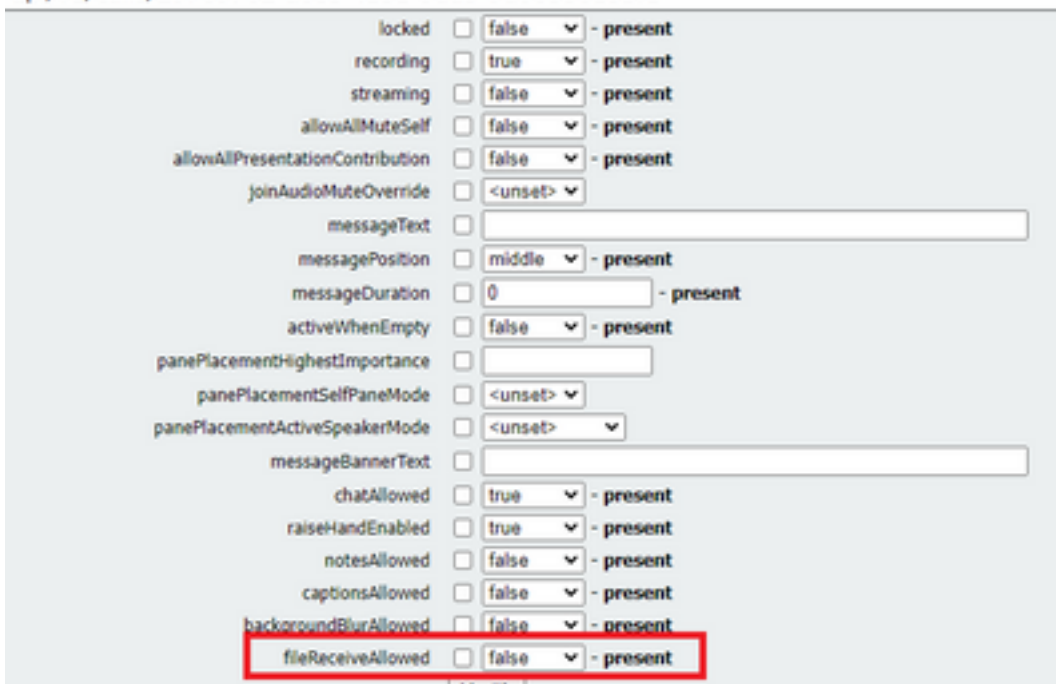 locked false - present
recording true - present
streaming false - present
allowAllMuteSelf false - present
allowAllPresentationContribution false - present
joinAudioMuteOverride <unset>
messageText
messagePosition middle - present
messageDuration 0 - present
activeWhenEmpty false - present
panePlacementHighestImportance
panePlacementSelfPaneMode <unset>
panePlacementActiveSpeakerMode <unset>
messageBannerText
chatAllowed true - present
raiseHandEnabled true - present
notesAllowed false - present
captionsAllowed false - present
backgroundBlurAllowed false - present
fileReceiveAllowed false - present